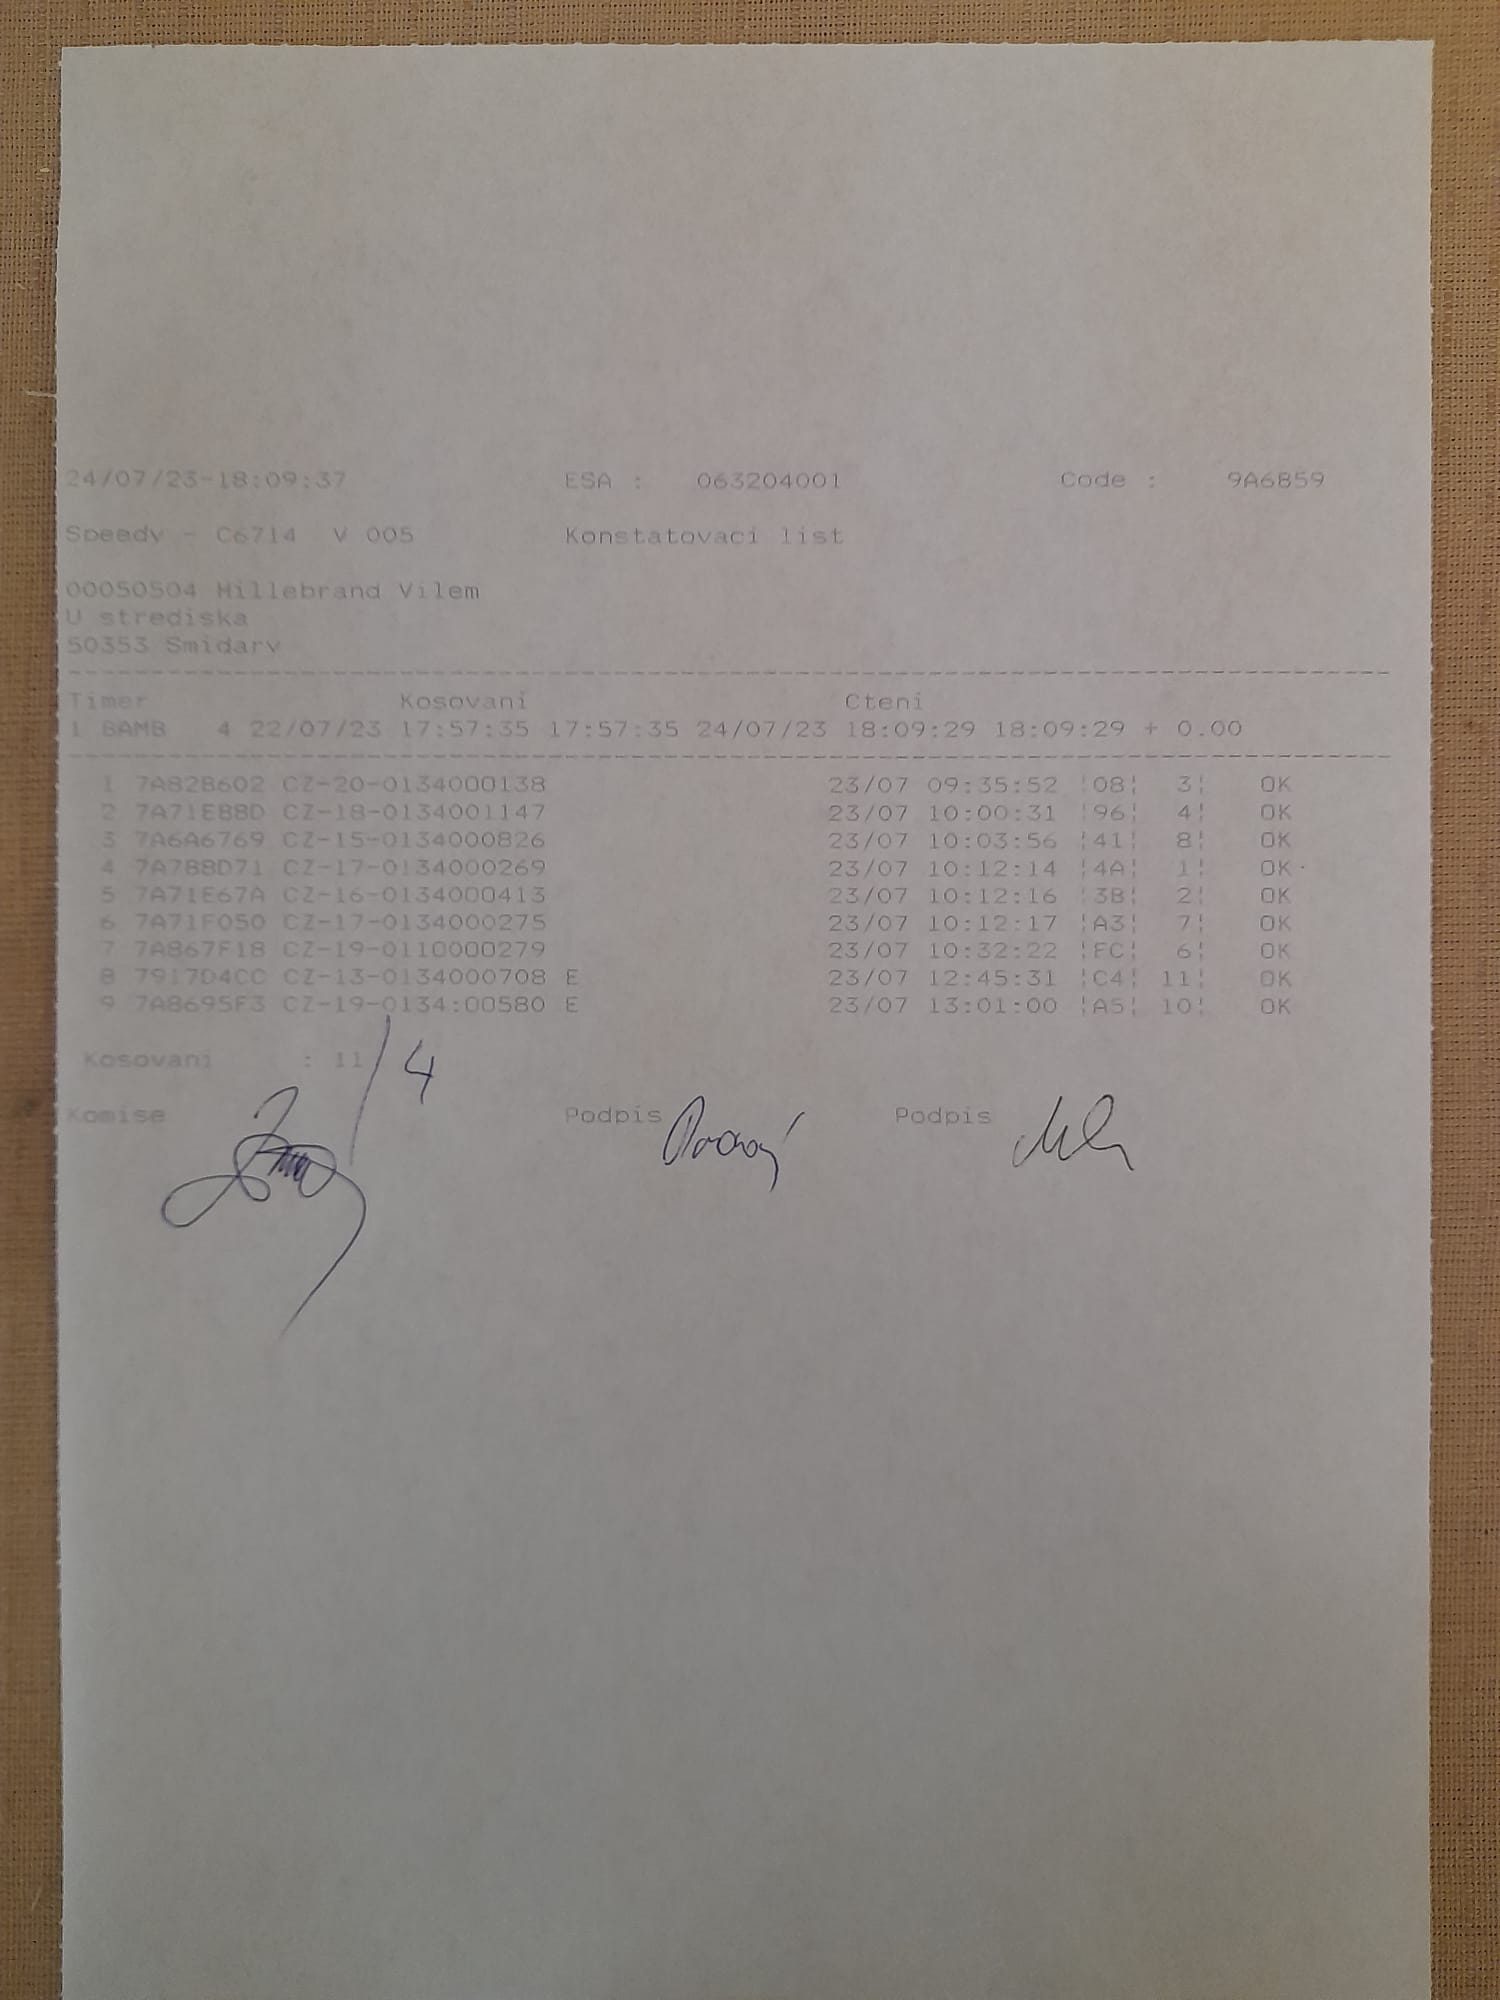 24/07/23-18:09:37 ESA : 063204001 Code : 9A6859
Speedy - C6714 V 005 Konstatovaci list
00050504 Hillebrand Vilem
U strediska
50353 Smidary
Timer Kosovani Cteni
1 BAMB 4 22/07/23 17:57:35 17:57:35 24/07/23 18:09:29 18:09:29 + 0.00
1 7A82B602 CZ-20-0134000138 23/07 09:35:52 ¦08¦ 3¦ OK
2 7A71EB8D CZ-18-0134001147 23/07 10:00:31 ¦96¦ 4¦ OK
3 7A6A6769 CZ-15-0134000826 23/07 10:03:56 ¦41¦ 8¦ OK
4 7A7B8D71 CZ-17-0134000269 23/07 10:12:14 ¦4A¦ 1¦ OK
5 7A71E67A CZ-16-0134000413 23/07 10:12:16 ¦3B¦ 2¦ OK
6 7A71F050 CZ-17-0134000275 23/07 10:12:17 ¦A3¦ 7¦ OK
7 7A867F18 CZ-19-0110000279 23/07 10:32:22 ¦FC¦ 6¦ OK
8 7917D4CC CZ-13-0134000708 E 23/07 12:45:31 ¦C4¦ 11¦ OK
9 7A8695F3 CZ-19-0134:00580 E 23/07 13:01:00 ¦A5¦ 10¦ OK
Kosovani : 11 / 4
Komise Podpis Podpis